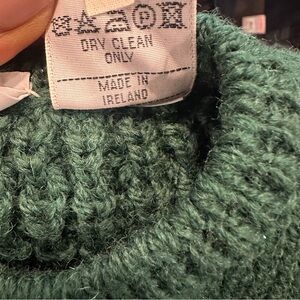 P
DRY CLEAN
ONLY
MADE IN
IRELAND